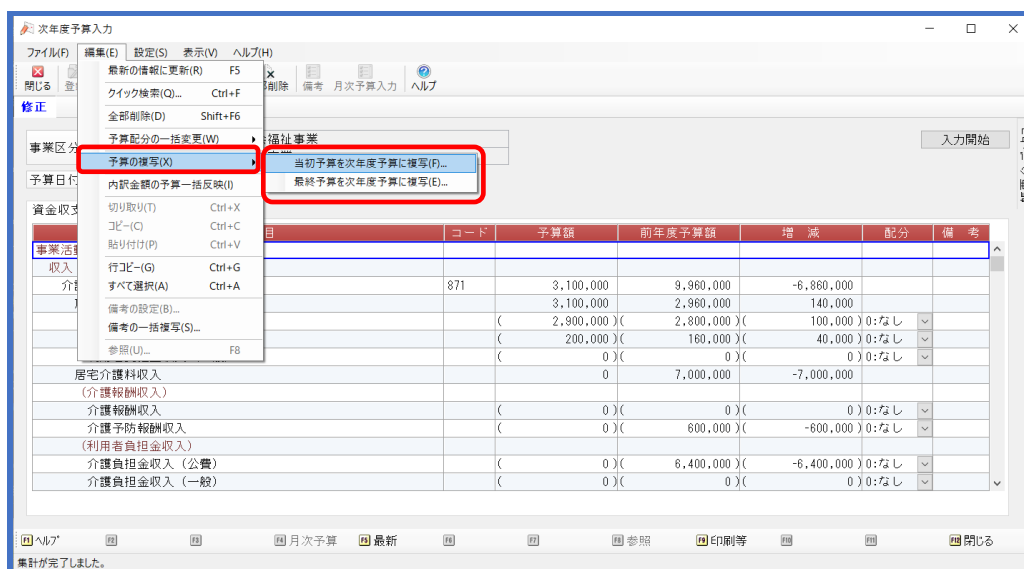 次年度予算入力
ファイル(F) 編集(E) 設定(S) 表示(V) ヘルプ(H)
閉じる 削除 備考 月次予算入力 ヘルプ
修正
最新の情報に更新(R) F5
クイック検索(Q)... Ctrl+F
全部削除(D) Shift+F6
予算配分の一括変更(W)
予算の複写(X)
内訳金額の予算一括反映(I)
切り取り(T) Ctrl+X
コピー(C) Ctrl+C
貼り付け(P) Ctrl+V
行コピー(G) Ctrl+G
すべて選択(A) Ctrl+A
備考の設定(B)...
備考の一括複写(S)...
参照(U)... F8
当初予算を次年度予算に複写(F)...
最終予算を次年度予算に複写(E)...
事業区分 福祉事業 入力開始
予算日付
資金収支
目 コード 予算額 前年度予算額 増 減 配分 備 考
事業活動
収入
介 871 3,100,000 9,960,000 -6,860,000
3,100,000 2,960,000 140,000
( 2,900,000 )( 2,800,000 )( 100,000 ) 0:なし
( 200,000 )( 160,000 )( 40,000 ) 0:なし
( 0 )( 0 )( 0 ) 0:なし
居宅介護料収入 0 7,000,000 -7,000,000
(介護報酬収入)
介護報酬収入 ( 0 )( 0 )( 0 ) 0:なし
介護予防報酬収入 ( 0 )( 600,000 )( -600,000 ) 0:なし
(利用者負担金収入)
介護負担金収入（公費） ( 0 )( 6,400,000 )( -6,400,000 ) 0:なし
介護負担金収入（一般） ( 0 )( 0 )( 0 ) 0:なし
F1 ヘルプ F2 F3 F4 月次予算 F5 最新 F6 F7 F8 参照 F9 印刷等 F10 F11 F12 閉じる
集計が完了しました。